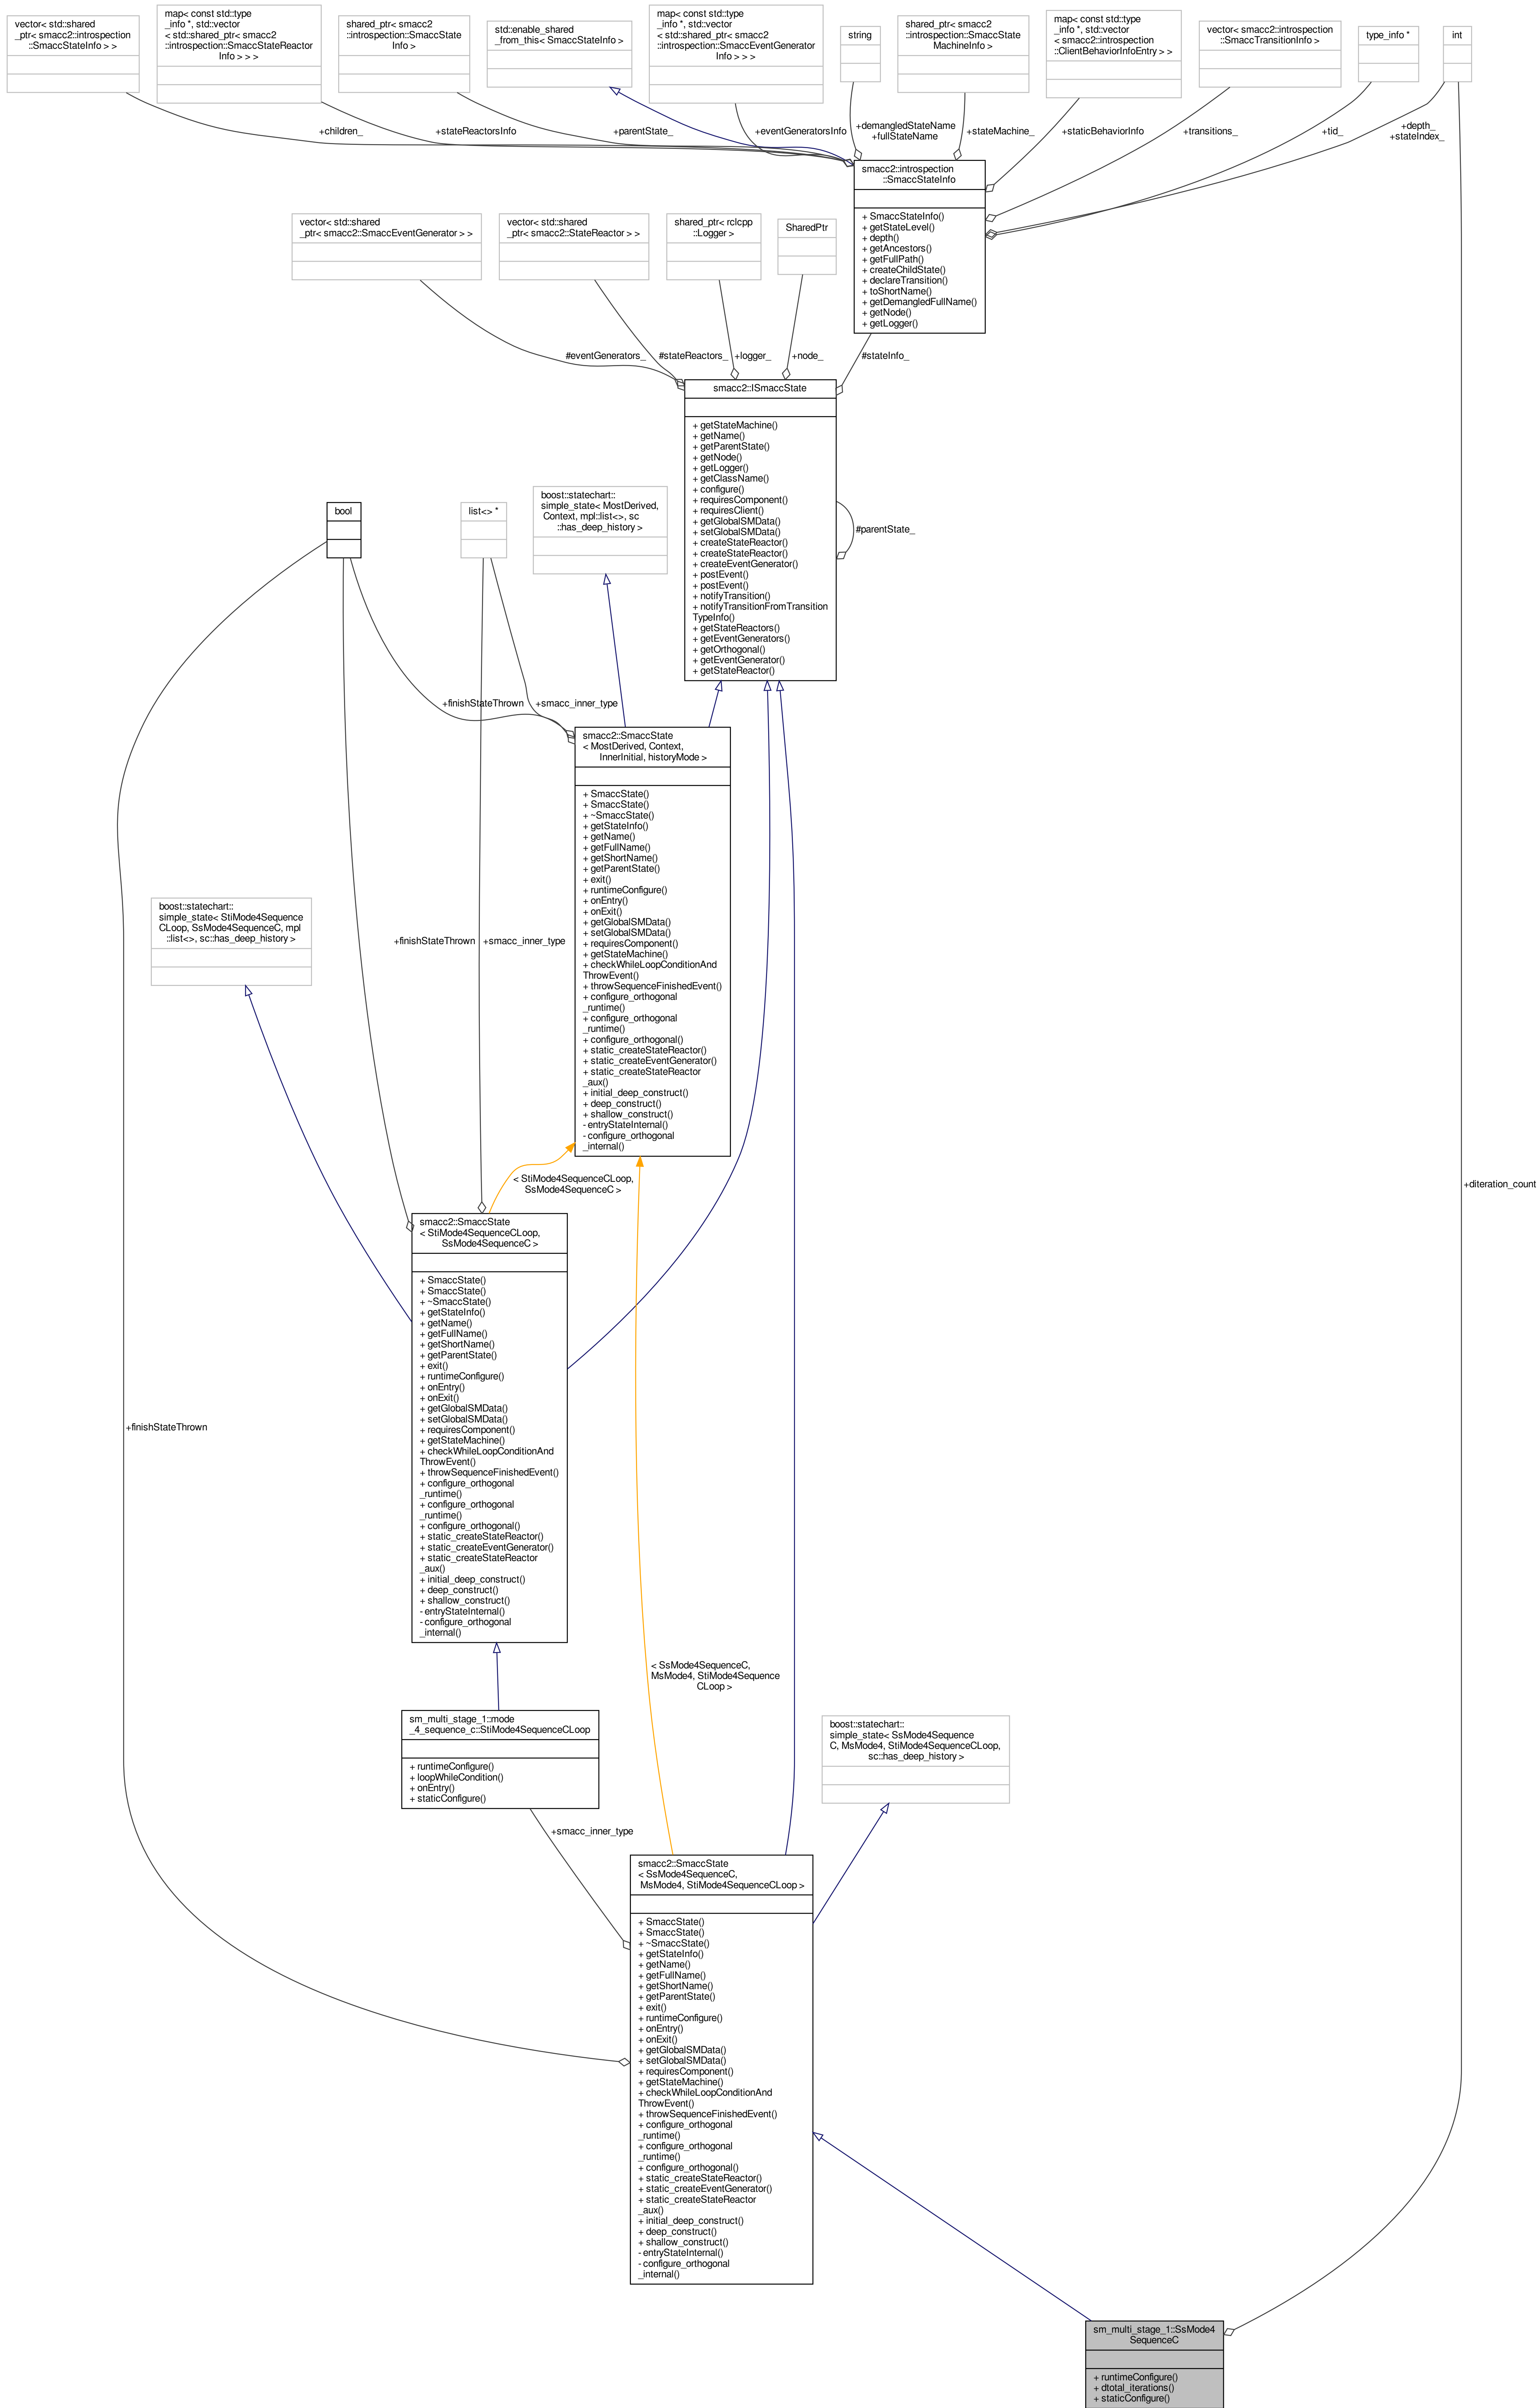 vector< std::shared
_ptr< smacc2::introspection
::SmaccStateInfo > >
map< const std::type
_info *, std::vector
< std::shared_ptr< smacc2
::introspection::SmaccStateReactor
Info > > >
shared_ptr< smacc2
::introspection::SmaccState
Info >
std::enable_shared
_from_this< SmaccStateInfo >
map< const std::type
_info *, std::vector
< std::shared_ptr< smacc2
::introspection::SmaccEventGenerator
Info > > >
string
shared_ptr< smacc2
::introspection::SmaccState
MachineInfo >
map< const std::type
_info *, std::vector
< smacc2::introspection
::ClientBehaviorInfoEntry > >
vector< smacc2::introspection
::SmaccTransitionInfo >
type_info *
int
+children_
+stateReactorsInfo
+parentState_
+eventGeneratorsInfo
+demangledStateName
+fullStateName
+stateMachine_
+staticBehaviorInfo
+transitions_
+tid_
+depth_
+stateIndex_
smacc2::introspection
::SmaccStateInfo
+ SmaccStateInfo()
+ getStateLevel()
+ depth()
+ getAncestors()
+ getFullPath()
+ createChildState()
+ declareTransition()
+ toShortName()
+ getDemangledFullName()
+ getNode()
+ getLogger()
vector< std::shared
_ptr< smacc2::SmaccEventGenerator > >
vector< std::shared
_ptr< smacc2::StateReactor > >
shared_ptr< rclcpp
::Logger >
SharedPtr
#eventGenerators_
#stateReactors_
+logger_
+node_
#stateInfo_
smacc2::ISmaccState
+ getStateMachine()
+ getName()
+ getParentState()
+ getNode()
+ getLogger()
+ getClassName()
+ configure()
+ requiresComponent()
+ requiresClient()
+ getGlobalSMData()
+ setGlobalSMData()
+ createStateReactor()
+ createStateReactor()
+ createEventGenerator()
+ postEvent()
+ postEvent()
+ notifyTransition()
+ notifyTransitionFromTransition
TypeInfo()
+ getStateReactors()
+ getEventGenerators()
+ getOrthogonal()
+ getEventGenerator()
+ getStateReactor()
#parentState_
bool
list<> *
boost::statechart::
simple_state< MostDerived,
Context, mpl::list<>, sc
::has_deep_history >
+finishStateThrown
+smacc_inner_type
smacc2::SmaccState
< MostDerived, Context,
InnerInitial, historyMode >
+ SmaccState()
+ SmaccState()
+ ~SmaccState()
+ getStateInfo()
+ getName()
+ getFullName()
+ getShortName()
+ getParentState()
+ exit()
+ runtimeConfigure()
+ onEntry()
+ onExit()
+ getGlobalSMData()
+ setGlobalSMData()
+ requiresComponent()
+ getStateMachine()
+ checkWhileLoopConditionAnd
ThrowEvent()
+ throwSequenceFinishedEvent()
+ configure_orthogonal
_runtime()
+ configure_orthogonal
_runtime()
+ configure_orthogonal()
+ static_createStateReactor()
+ static_createEventGenerator()
+ static_createStateReactor
_aux()
+ initial_deep_construct()
+ deep_construct()
+ shallow_construct()
- entryStateInternal()
- configure_orthogonal
_internal()
boost::statechart::
simple_state< StiMode4Sequence
CLoop, SsMode4SequenceC, mpl
::list<>, sc::has_deep_history >
+finishStateThrown
+smacc_inner_type
< StiMode4SequenceCLoop,
SsMode4SequenceC >
+diteration_count
smacc2::SmaccState
< StiMode4SequenceCLoop,
SsMode4SequenceC >
+ SmaccState()
+ SmaccState()
+ ~SmaccState()
+ getStateInfo()
+ getName()
+ getFullName()
+ getShortName()
+ getParentState()
+ exit()
+ runtimeConfigure()
+ onEntry()
+ onExit()
+ getGlobalSMData()
+ setGlobalSMData()
+ requiresComponent()
+ getStateMachine()
+ checkWhileLoopConditionAnd
ThrowEvent()
+ throwSequenceFinishedEvent()
+ configure_orthogonal
_runtime()
+ configure_orthogonal
_runtime()
+ configure_orthogonal()
+ static_createStateReactor()
+ static_createEventGenerator()
+ static_createStateReactor
_aux()
+ initial_deep_construct()
+ deep_construct()
+ shallow_construct()
- entryStateInternal()
- configure_orthogonal
_internal()
+finishStateThrown
< SsMode4SequenceC,
MsMode4, StiMode4Sequence
CLoop >
sm_multi_stage_1::mode
_4_sequence_c::StiMode4SequenceCLoop
+ runtimeConfigure()
+ loopWhileCondition()
+ onEntry()
+ staticConfigure()
boost::statechart::
simple_state< SsMode4Sequence
C, MsMode4, StiMode4SequenceCLoop,
sc::has_deep_history >
+smacc_inner_type
smacc2::SmaccState
< SsMode4SequenceC,
MsMode4, StiMode4SequenceCLoop >
+ SmaccState()
+ SmaccState()
+ ~SmaccState()
+ getStateInfo()
+ getName()
+ getFullName()
+ getShortName()
+ getParentState()
+ exit()
+ runtimeConfigure()
+ onEntry()
+ onExit()
+ getGlobalSMData()
+ setGlobalSMData()
+ requiresComponent()
+ getStateMachine()
+ checkWhileLoopConditionAnd
ThrowEvent()
+ throwSequenceFinishedEvent()
+ configure_orthogonal
_runtime()
+ configure_orthogonal
_runtime()
+ configure_orthogonal()
+ static_createStateReactor()
+ static_createEventGenerator()
+ static_createStateReactor
_aux()
+ initial_deep_construct()
+ deep_construct()
+ shallow_construct()
- entryStateInternal()
- configure_orthogonal
_internal()
sm_multi_stage_1::SsMode4
SequenceC
+ runtimeConfigure()
+ dtotal_iterations()
+ staticConfigure()